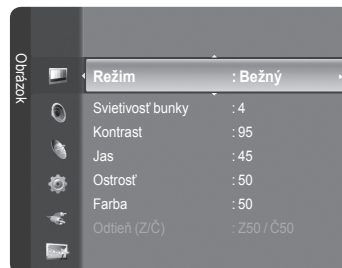 Obrázok
Režim : Bežný
Svietivosť bunky : 4
Kontrast : 95
Jas : 45
Ostrosť : 50
Farba : 50
Odtieň (Z/Č) : Z50 / Č50